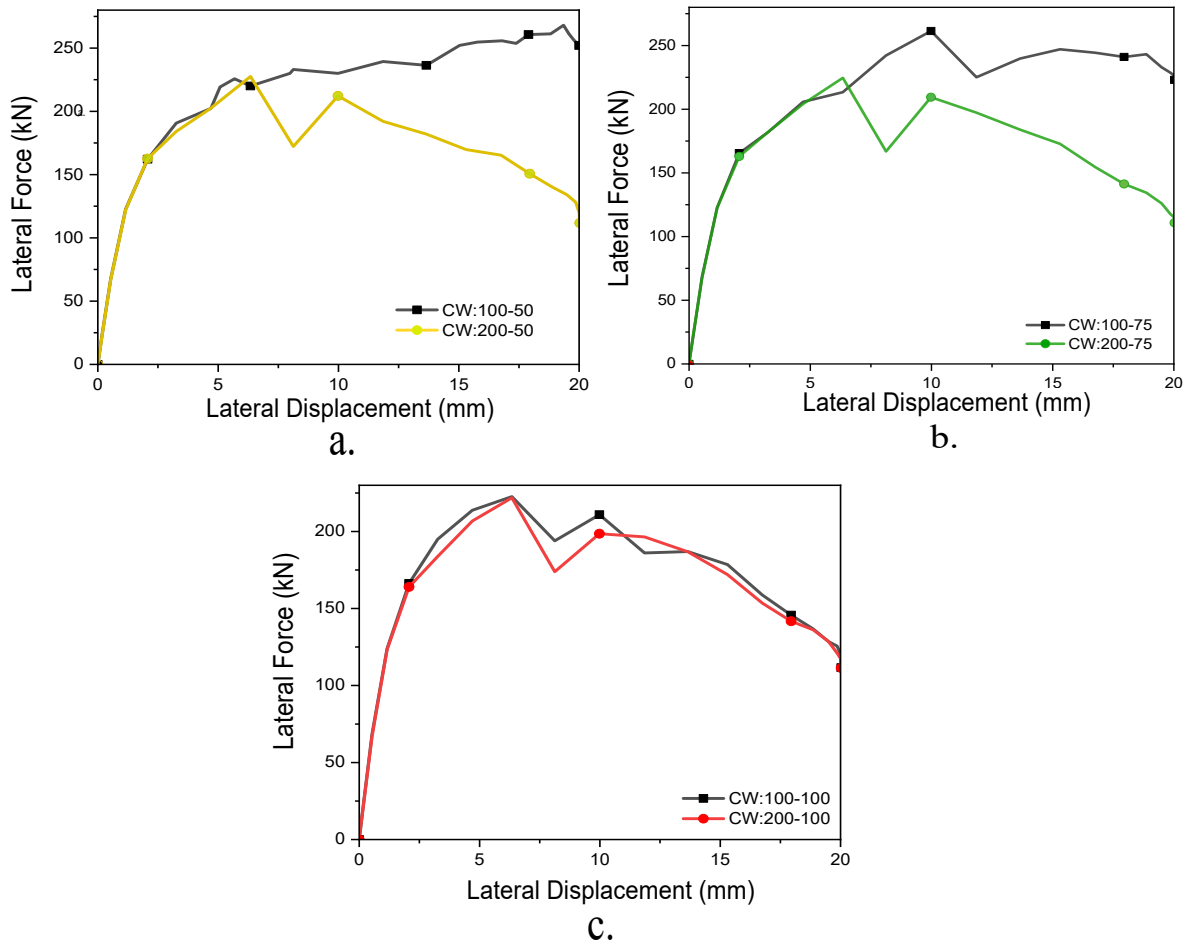 250
200
150
100
50
0
Lateral Force (kN)
CW:100-50
CW:200-50
0 5 10 15 20
Lateral Displacement (mm)
a.
250
200
150
100
50
0
Lateral Force (kN)
CW:100-75
CW:200-75
0 5 10 15 20
Lateral Displacement (mm)
b.
200
150
100
50
0
Lateral Force (kN)
CW:100-100
CW:200-100
0 5 10 15 20
Lateral Displacement (mm)
c.